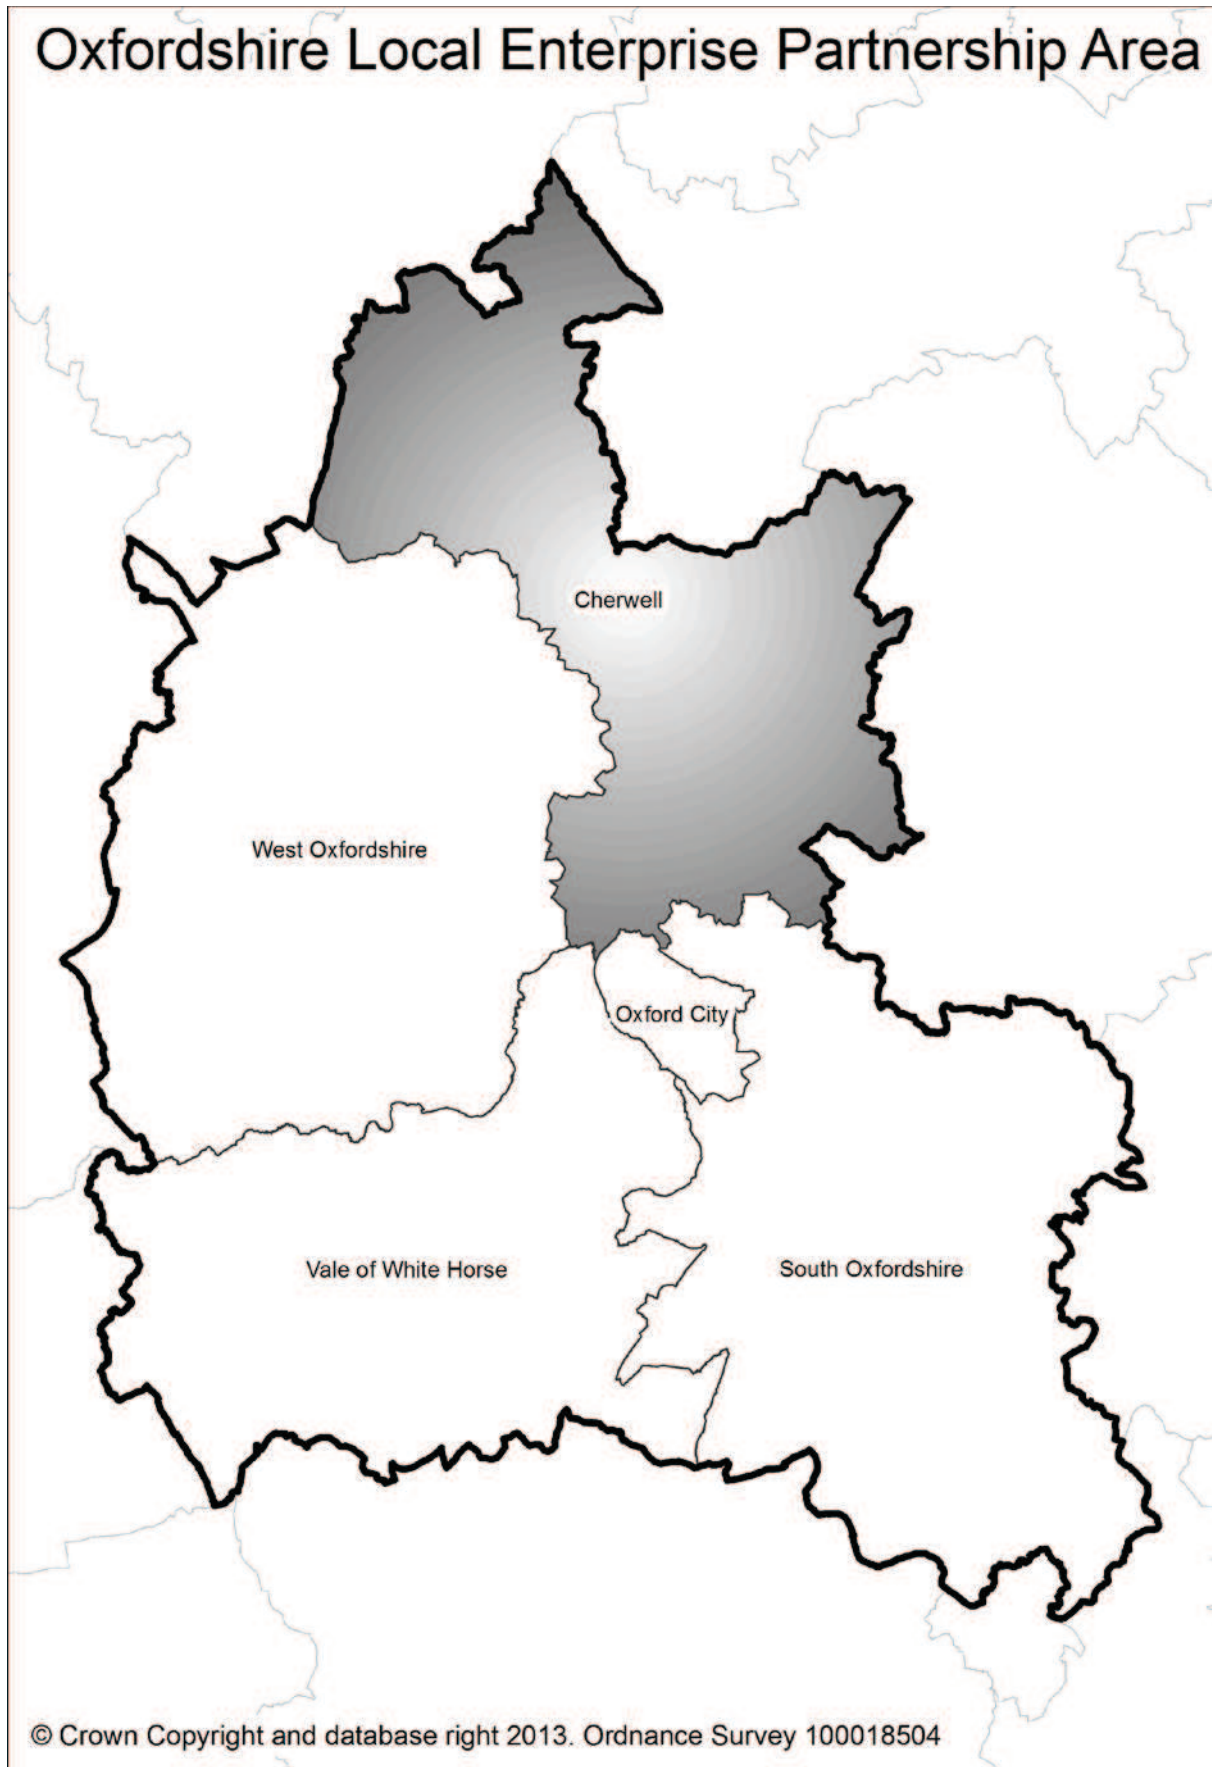 Oxfordshire Local Enterprise Partnership Area
Cherwell
West Oxfordshire
Oxford City
Vale of White Horse
South Oxfordshire
© Crown Copyright and database right 2013. Ordnance Survey 100018504